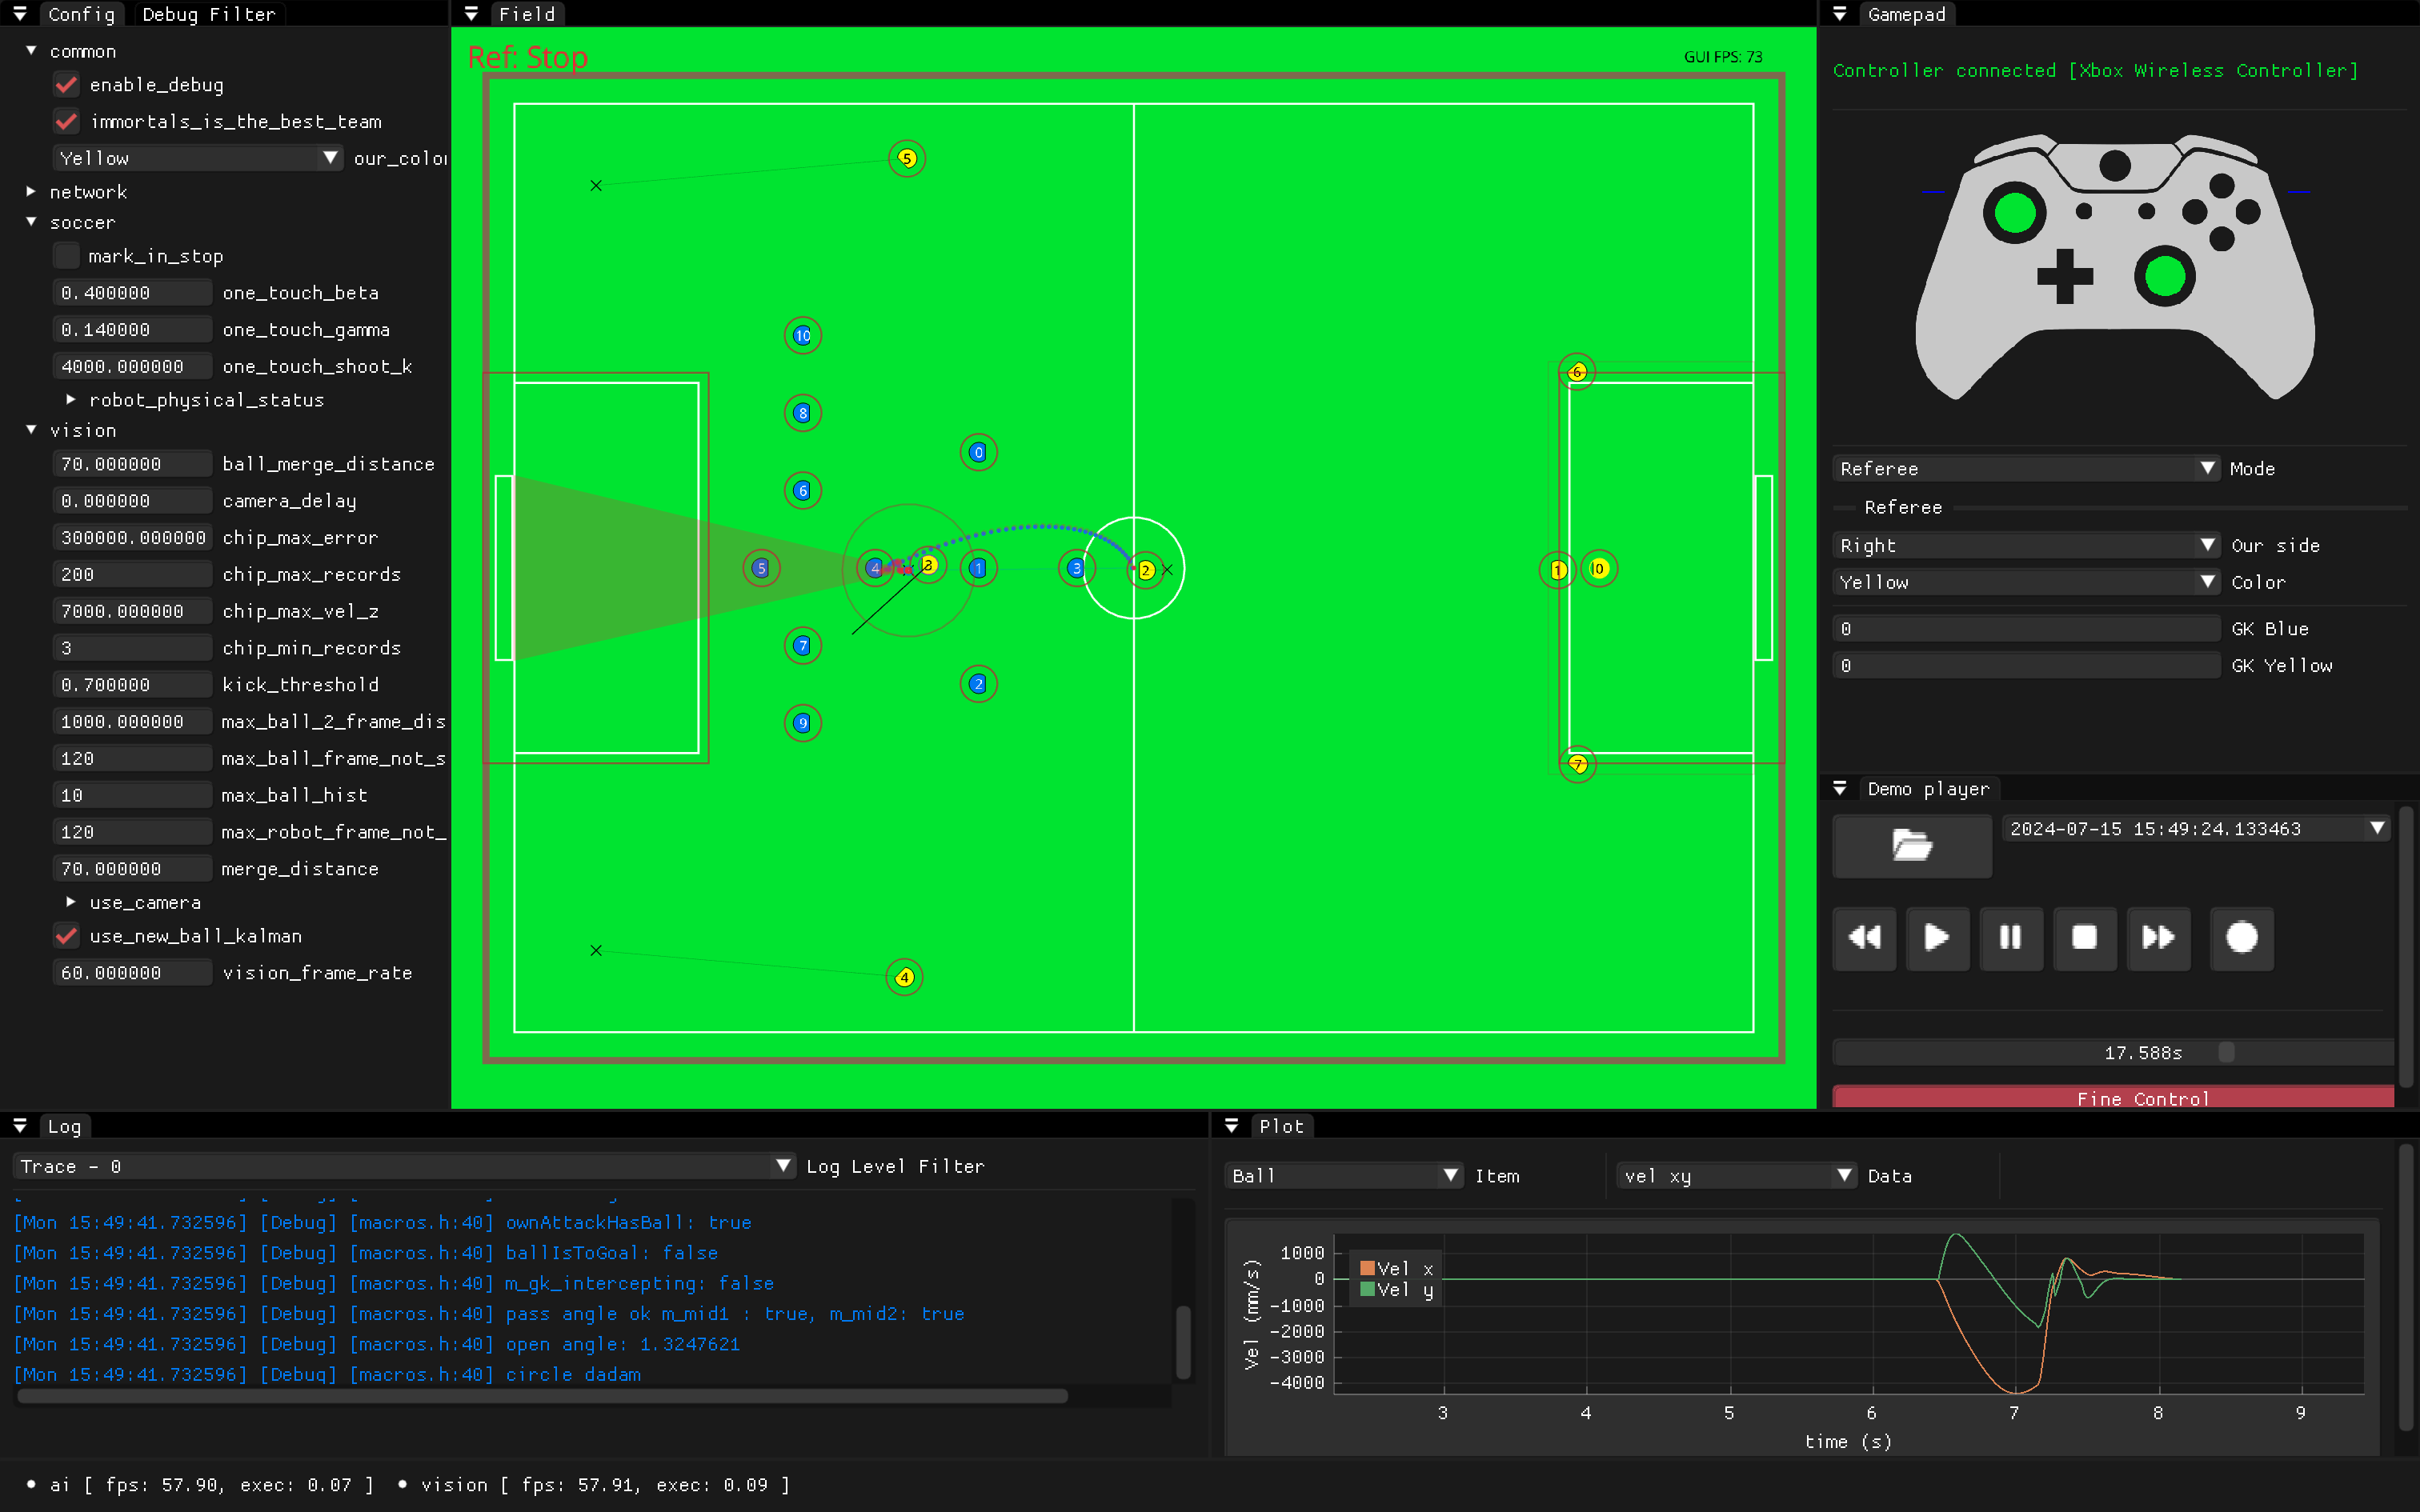 Config
Debug Filter
common
enable_debug
immortals_is_the_best_team
Yellow
network
soccer
mark_in_stop
0.400000 one_touch_beta
0.140000 one_touch_gamma
4000.000000 one_touch_shoot_k
robot_physical_status
vision
70.000000 ball_merge_distance
0.000000 camera_delay
300000.000000 chip_max_error
200 chip_max_records
7000.000000 chip_max_vel_z
3 chip_min_records
0.700000 kick_threshold
1000.000000 max_ball_2_frame_dis
120 max_ball_frame_not_s
10 max_ball_hist
120 max_robot_frame_not_
70.000000 merge_distance
use_camera
use_new_ball_kalman
60.000000 vision_frame_rate
Field
Ref: Stop
GUI FPS: 73
5
10
8
0
6
6
5
4
3
1
3
2
1
0
7
2
9
7
4
Gamepad
Controller connected [Xbox Wireless Controller]
Referee Mode
Referee
Right Our side
Yellow Color
0 GK Blue
0 GK Yellow
Demo player
2024-07-15 15:49:24.133463
17.588s
Fine Control
Log
Trace - 0 Log Level Filter
[Mon 15:49:41.732596] [Debug] [macros.h:40] ownAttackHasBall: true
[Mon 15:49:41.732596] [Debug] [macros.h:40] ballIsToGoal: false
[Mon 15:49:41.732596] [Debug] [macros.h:40] m_gk_intercepting: false
[Mon 15:49:41.732596] [Debug] [macros.h:40] pass angle ok m_mid1 : true, m_mid2: true
[Mon 15:49:41.732596] [Debug] [macros.h:40] open angle: 1.3247621
[Mon 15:49:41.732596] [Debug] [macros.h:40] circle dadam
Plot
Ball Item vel xy Data
Vel (mm/s)
1000
0
-1000
-2000
-3000
-4000
Vel x
Vel y
3 4 5 6 7 8 9
time (s)
ai [ fps: 57.90, exec: 0.07 ] vision [ fps: 57.91, exec: 0.09 ]